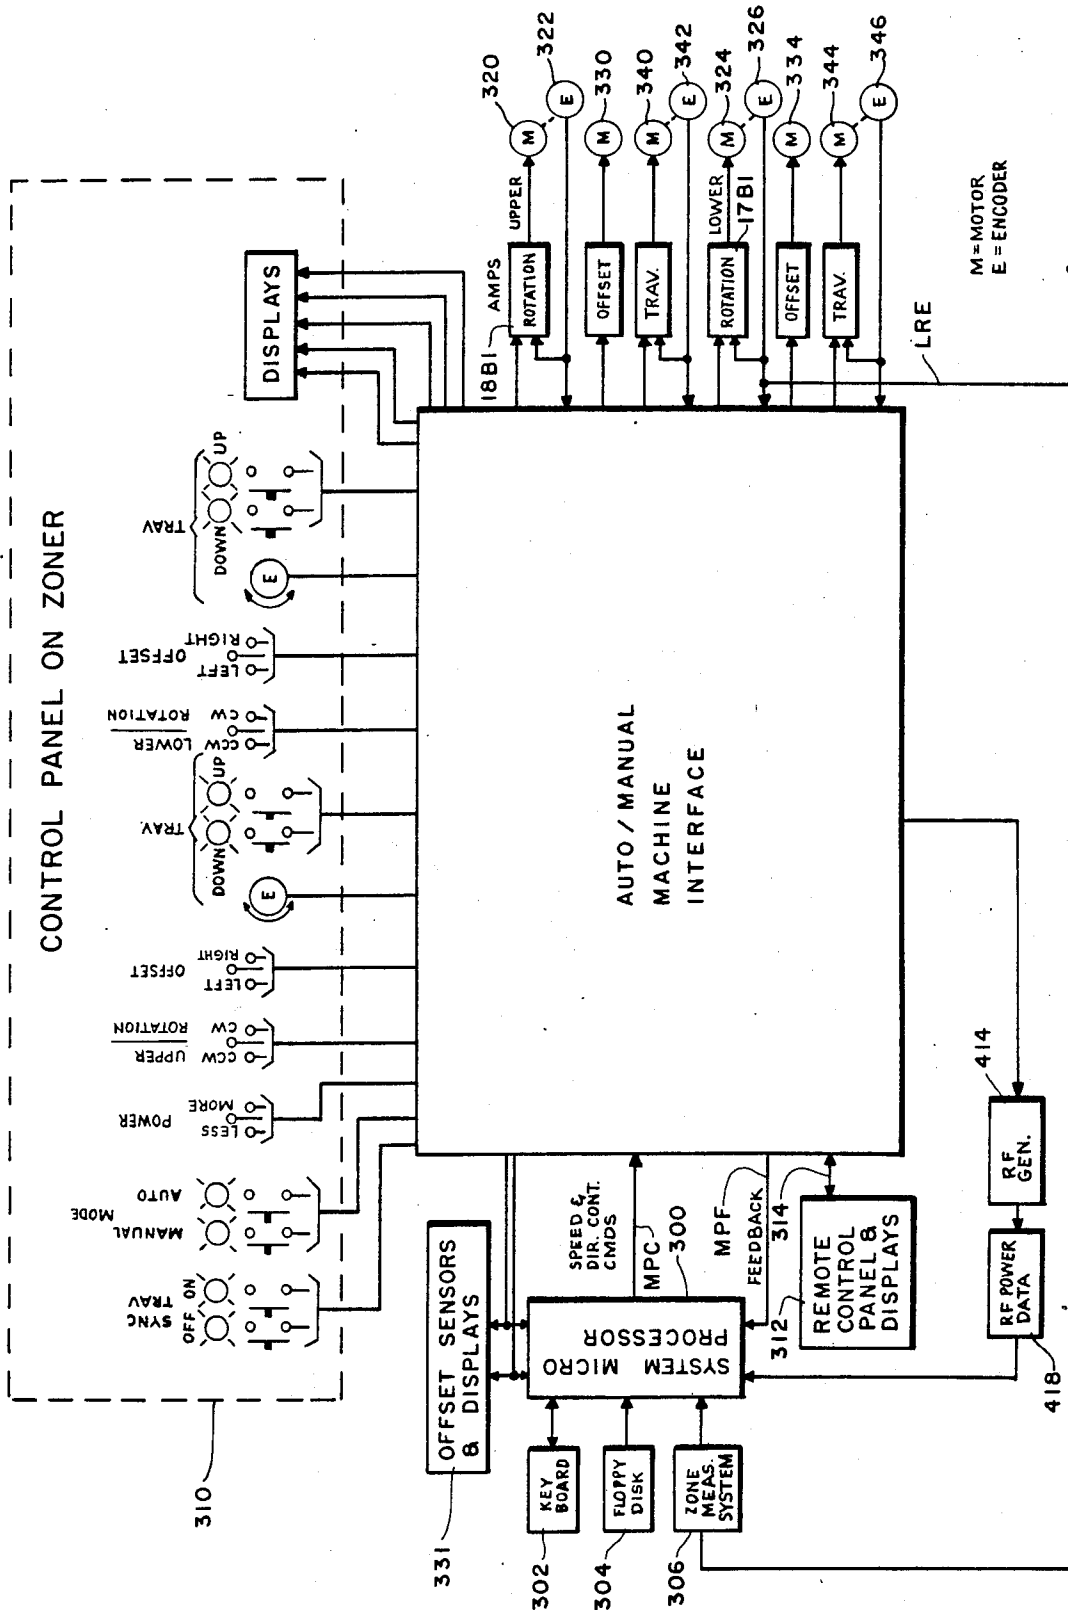 CONTROL PANEL ON ZONER
310
SYNC
TRAV
OFF
ON
MODE
MANUAL
AUTO
POWER
LESS
MORE
UPPER
ROTATION
CCW
CW
OFFSET
LEFT
RIGHT
E
TRAV.
DOWN
UP
LOWER
ROTATION
CCW
CW
OFFSET
LEFT
RIGHT
E
TRAV
DOWN
UP
DISPLAYS
331
OFFSET SENSORS
& DISPLAYS
302
KEY
BOARD
304
FLOPPY
DISK
306
ZONE
MEAS.
SYSTEM
SYSTEM MICRO
PROCESSOR
300
SPEED &
DIR. CONT.
CMDS
MPC
MPF
FEEDBACK
314
312
REMOTE
CONTROL
PANEL &
DISPLAYS
418
RF POWER
DATA
RF
GEN.
414
AUTO / MANUAL
MACHINE
INTERFACE
18B1
AMPS
ROTATION
UPPER
M
320
E
322
OFFSET
M
330
TRAV.
M
340
E
342
ROTATION
17B1
LOWER
M
324
E
326
OFFSET
M
334
TRAV.
M
344
E
346
LRE
M = MOTOR
E = ENCODER